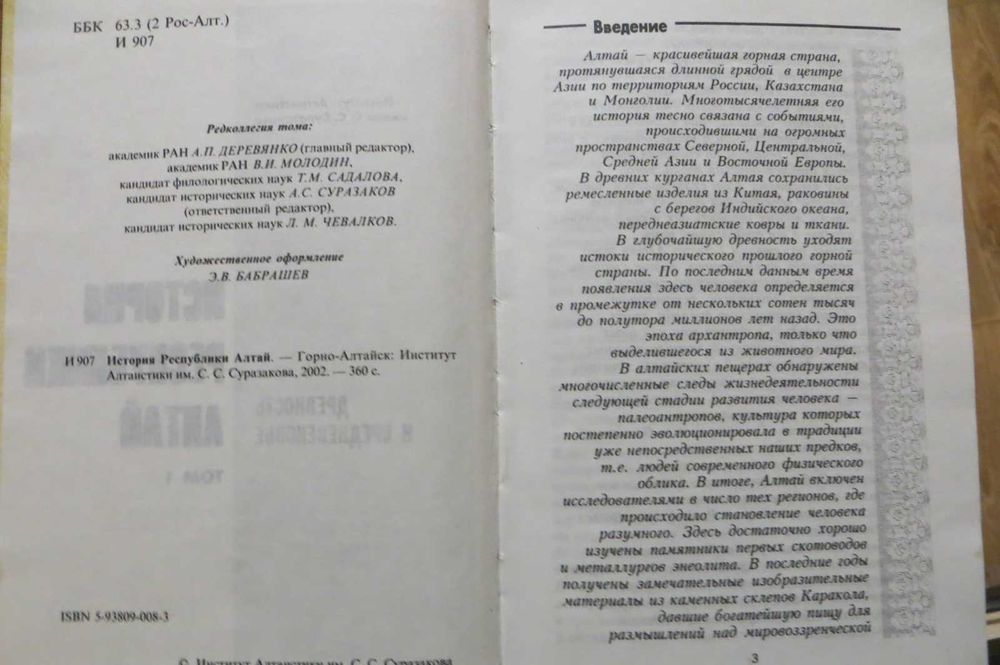 ББК 63.3 (2 Рос-Алт.)
И 907
Редколлегия тома:
академик РАН А.П. ДЕРЕВЯНКО (главный редактор),
академик РАН В.И. МОЛОДИН,
кандидат филологических наук Т.М. САДАЛОВА,
кандидат исторических наук А.С. СУРАЗАКОВ
(ответственный редактор),
кандидат исторических наук Л. М. ЧЕВАЛКОВ.
Художественное оформление
Э.В. БАБРАШЕВ
И 907 История Республики Алтай. — Горно-Алтайск: Институт
Алтаистики им. С. С. Суразакова, 2002. — 360 с.
ISBN 5-93809-008-3
© Институт Алтаистики им. С. С. Суразакова
Введение
Алтай — красивейшая горная страна,
протянувшаяся длинной грядой в центре
Азии по территориям России, Казахстана
и Монголии. Многотысячелетняя его
история тесно связана с событиями,
происходившими на огромных
пространствах Северной, Центральной,
Средней Азии и Восточной Европы.
В древних курганах Алтая сохранились
ремесленные изделия из Китая, раковины
с берегов Индийского океана,
переднеазиатские ковры и ткани.
В глубочайшую древность уходят
истоки исторического прошлого горной
страны. По последним данным время
появления здесь человека определяется
в промежутке от нескольких сотен тысяч
до полутора миллионов лет назад. Это
эпоха архантропа, только что
выделившегося из животного мира.
В алтайских пещерах обнаружены
многочисленные следы жизнедеятельности
следующей стадии развития человека —
палеоантропов, культура которых
постепенно эволюционировала в традиции
уже непосредственных наших предков,
т.е. людей современного физического
облика. В итоге, Алтай включен
исследователями в число тех регионов, где
происходило становление человека
разумного. Здесь достаточно хорошо
изучены памятники первых скотоводов
и металлургов энеолита. В последние годы
получены замечательные изобразительные
материалы из каменных склепов Каракола,
давшие богатейшую пищу для
размышлений над мировоззренческой
3